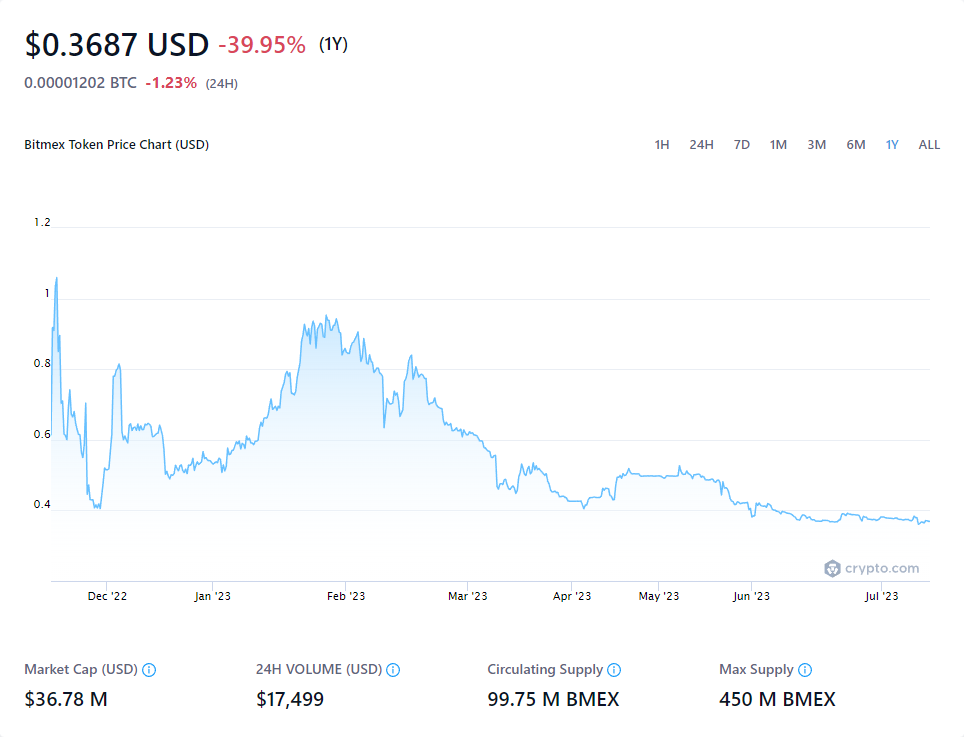 $0.3687 USD -39.95% (1Y)
0.00001202 BTC -1.23% (24H)
Bitmex Token Price Chart (USD) 1H 24H 7D 1M 3M 6M 1Y ALL
1.2
1
0.8
0.6
0.4
crypto.com
Dec '22 Jan '23 Feb '23 Mar '23 Apr '23 May '23 Jun '23 Jul '23
Market Cap (USD) 24H VOLUME (USD) Circulating Supply Max Supply
$36.78 M $17,499 99.75 M BMEX 450 M BMEX